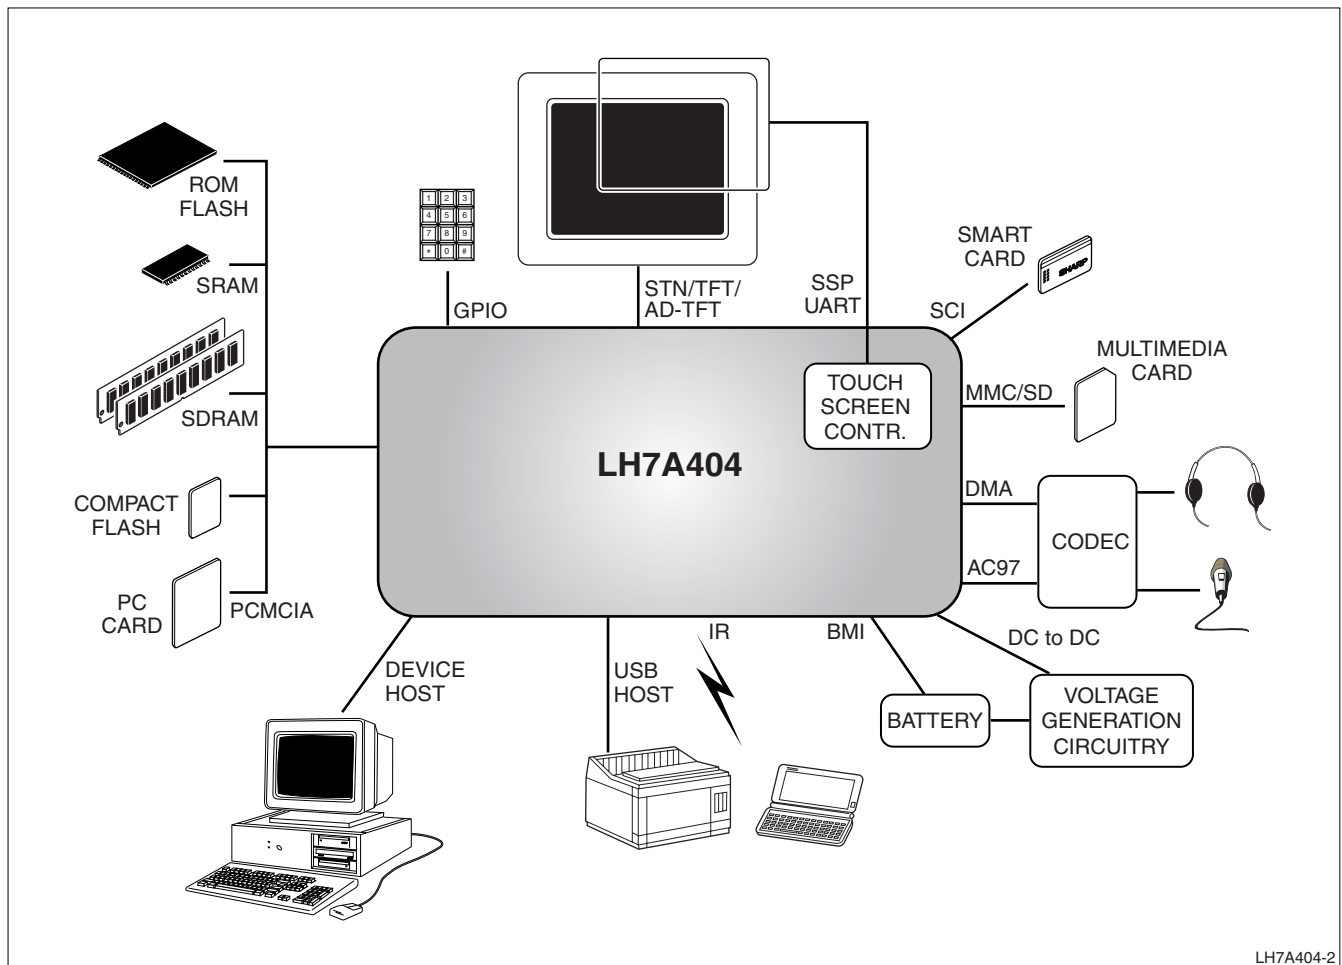 ROM
FLASH
SRAM
SDRAM
COMPACT
FLASH
PC
CARD
PCMCIA
1 2 3
4 5 6
7 8 9
* 0 #
GPIO
STN/TFT/
AD-TFT
SSP
UART
SCI
SMART
CARD
SHARP
MULTIMEDIA
CARD
MMC/SD
TOUCH
SCREEN
CONTR.
LH7A404
DMA
AC97
CODEC
DEVICE
HOST
USB
HOST
IR
BMI
DC to DC
BATTERY
VOLTAGE
GENERATION
CIRCUITRY
LH7A404-2